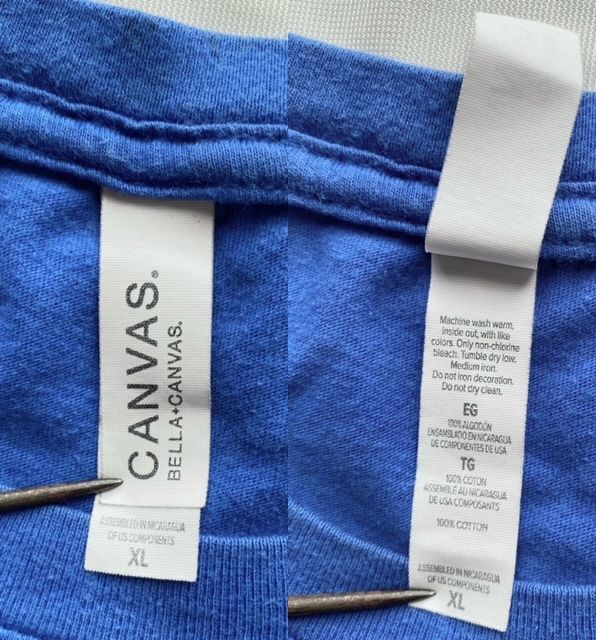 CANVAS®
BELLA+CANVAS.
ASSEMBLED IN NICARAGUA
OF US COMPONENTS
XL
Machine wash warm.
Inside out, with like
colors. Only non-chlorine
bleach. Tumble dry low.
Medium iron.
Do not iron decoration.
Do not dry clean.
EG
100% ALGODÓN
ENSAMBLADO EN NICARAGUA
DE COMPONENTES DE USA
TG
100% COTON
ASSEMBLE AU NICARAGUA
DE USA COMPOSANTS
100% COTTON
ASSEMBLED IN NICARAGUA
OF US COMPONENTS
XL